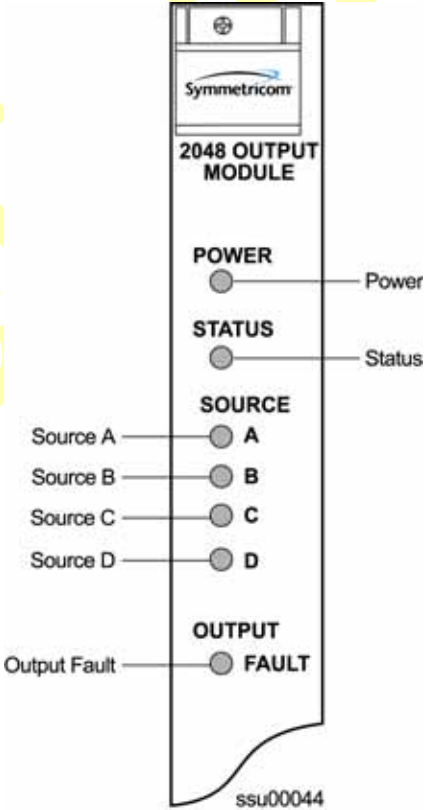 Symmetricom
2048 OUTPUT
MODULE
POWER
Power
STATUS
Status
SOURCE
Source A
A
Source B
B
Source C
C
Source D
D
OUTPUT
Output Fault
FAULT
ssu00044